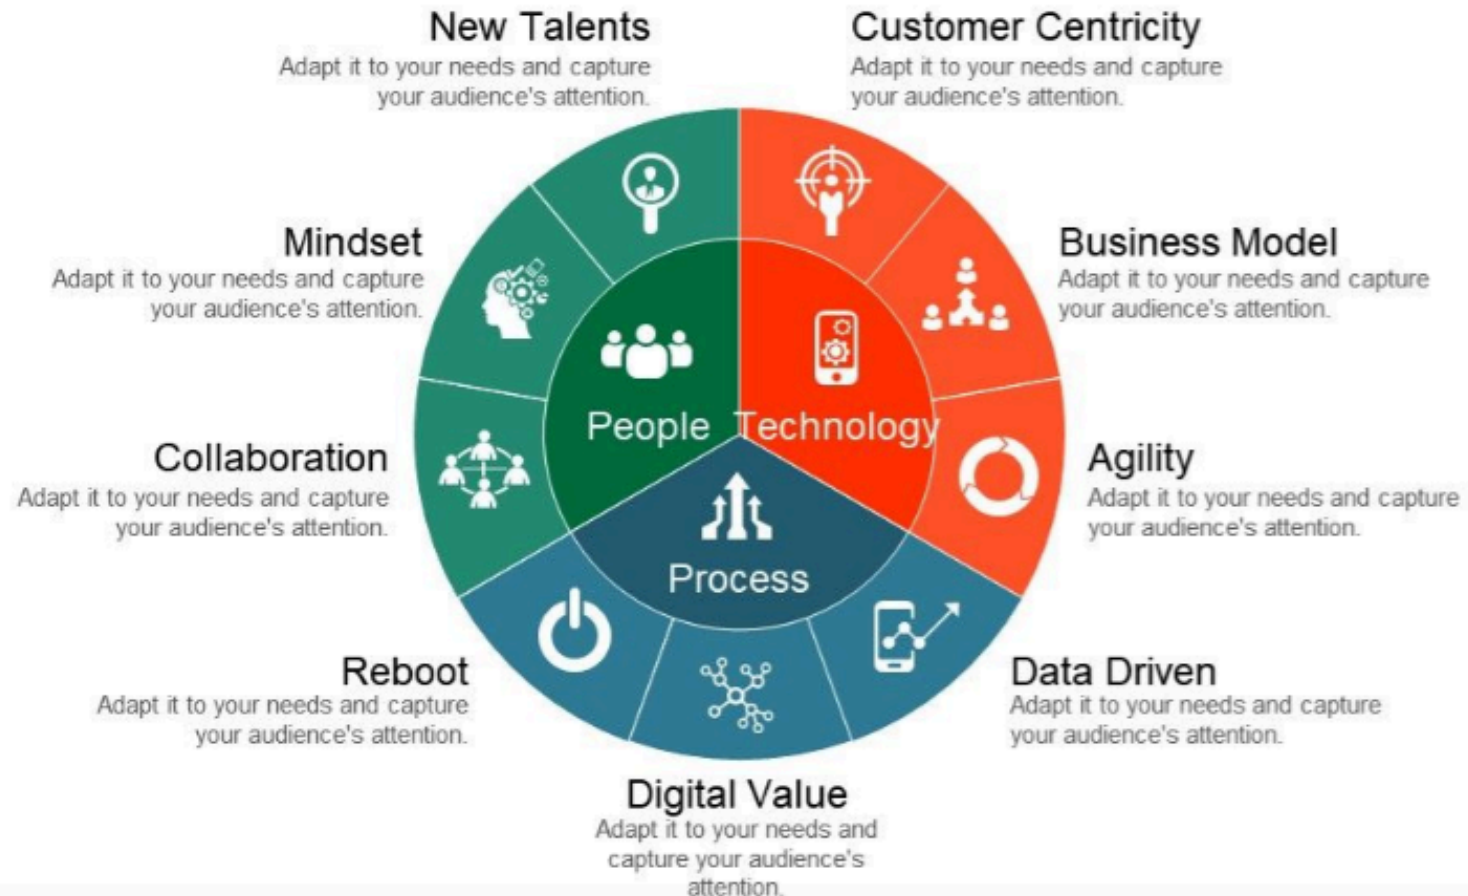 New Talents
Adapt it to your needs and capture
your audience's attention.
Customer Centricity
Adapt it to your needs and capture
your audience's attention.
Mindset
Adapt it to your needs and capture
your audience's attention.
Business Model
Adapt it to your needs and capture
your audience's attention.
People
Technology
Collaboration
Adapt it to your needs and capture
your audience's attention.
Agility
Adapt it to your needs and capture
your audience's attention.
Process
Reboot
Adapt it to your needs and capture
your audience's attention.
Data Driven
Adapt it to your needs and capture
your audience's attention.
Digital Value
Adapt it to your needs and
capture your audience's
attention.